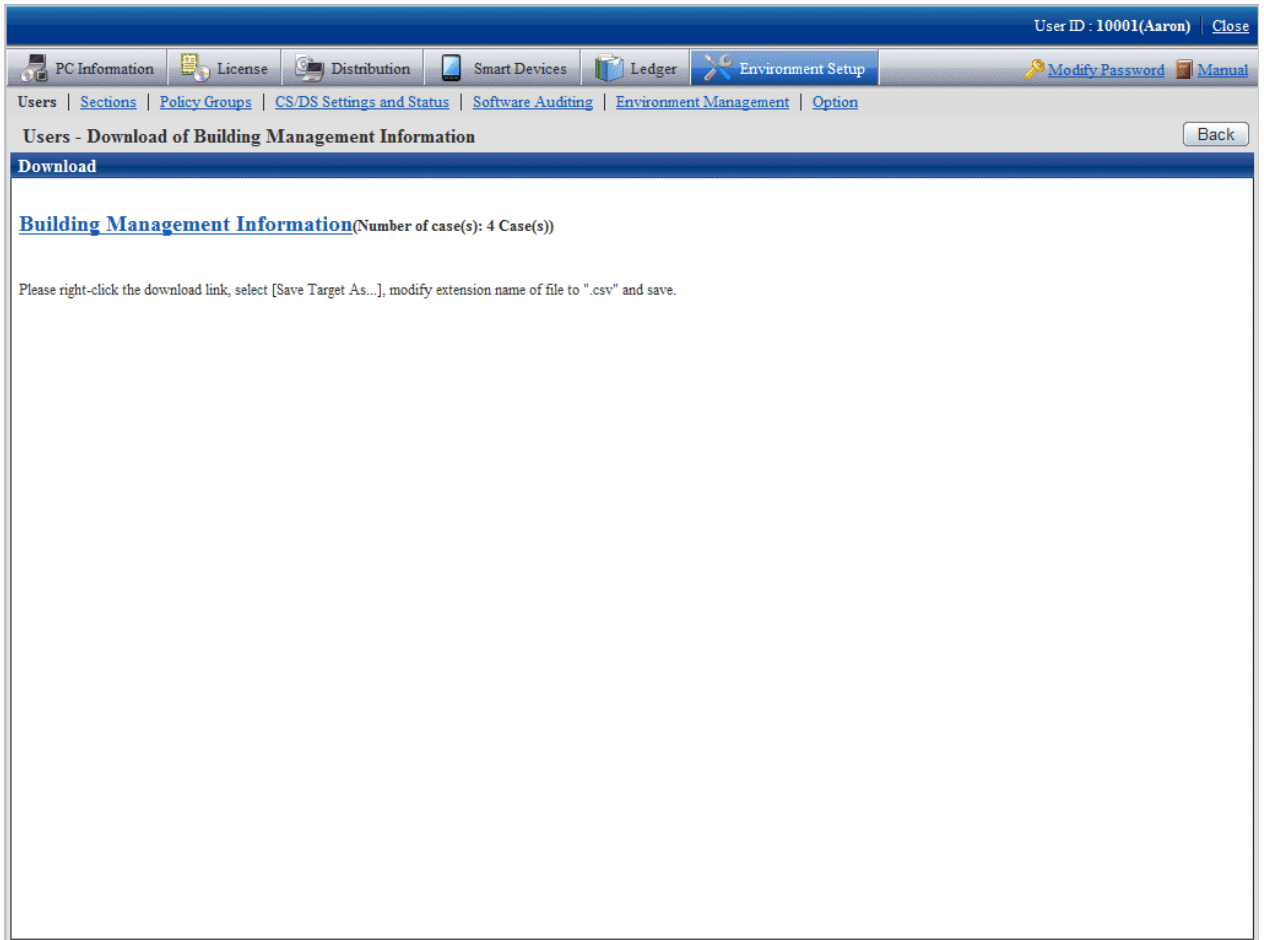 User ID : 10001(Aaron) | Close
PC Information License Distribution Smart Devices Ledger Environment Setup Modify Password Manual
Users | Sections | Policy Groups | CS/DS Settings and Status | Software Auditing | Environment Management | Option
Users - Download of Building Management Information Back
Download
Building Management Information(Number of case(s): 4 Case(s))
Please right-click the download link, select [Save Target As...], modify extension name of file to ".csv" and save.